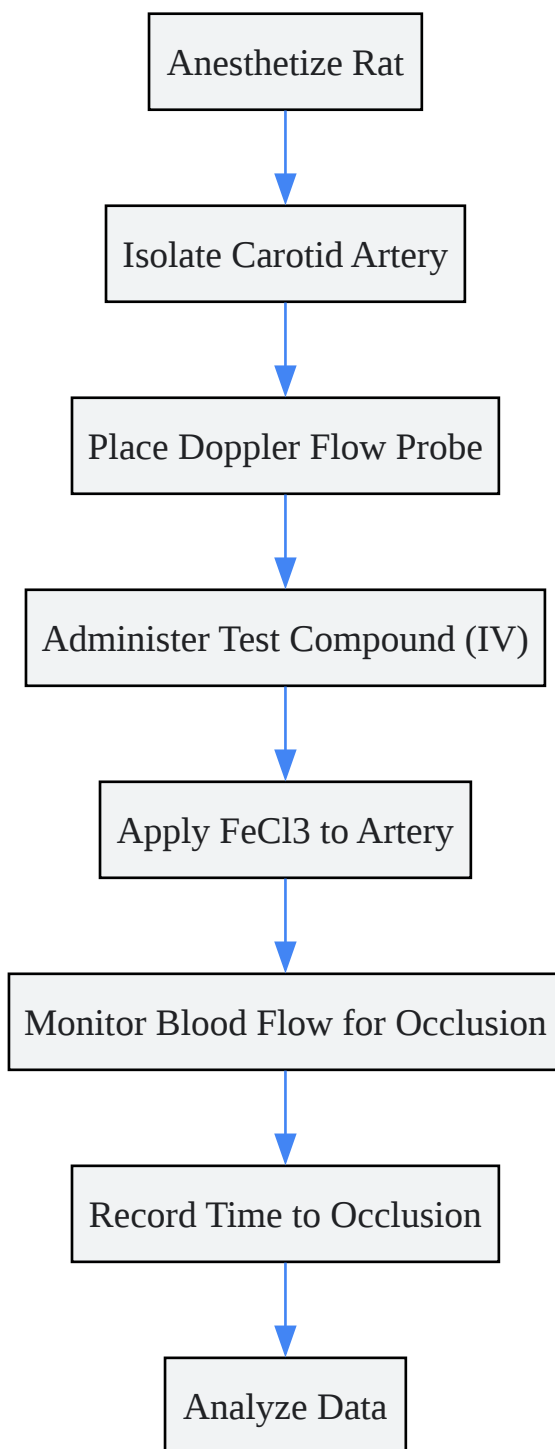 Anesthetize Rat
Isolate Carotid Artery
Place Doppler Flow Probe
Administer Test Compound (IV)
Apply FeCl3 to Artery
Monitor Blood Flow for Occlusion
Record Time to Occlusion
Analyze Data